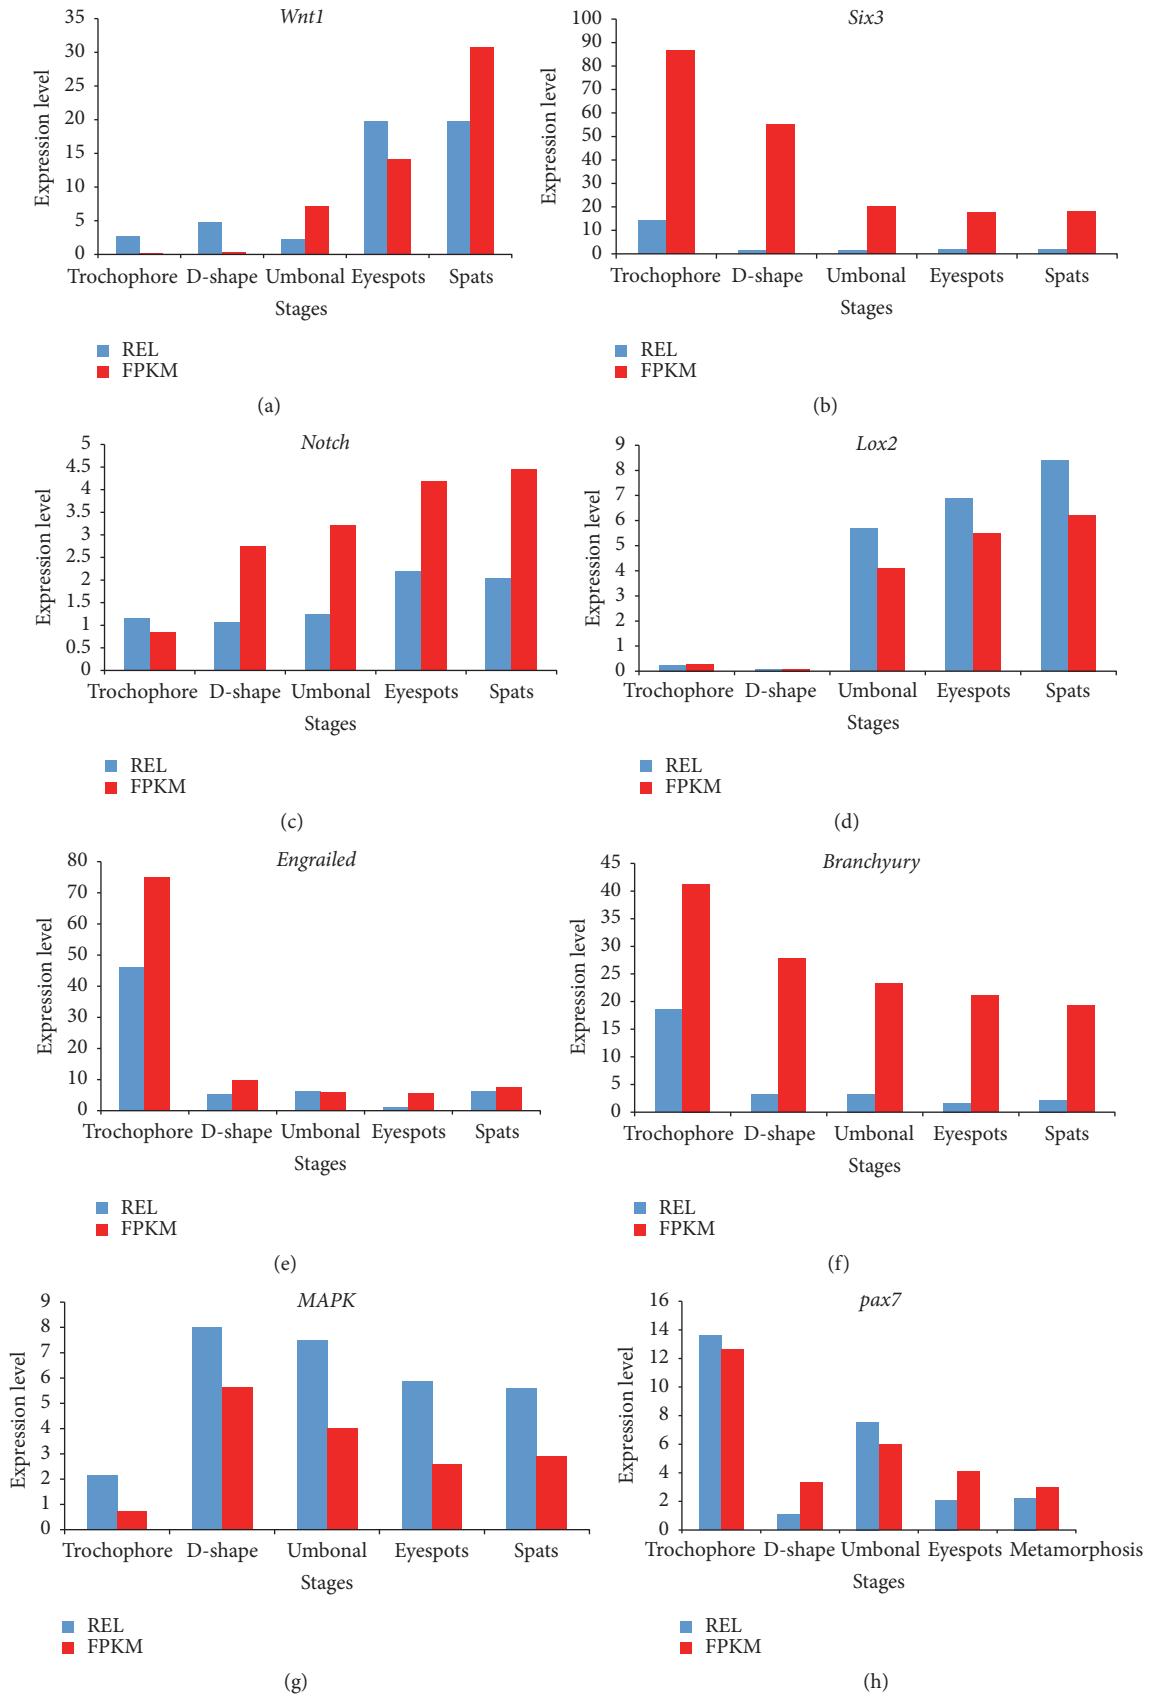 Wnt1
35
30
25
20
15
10
5
0
Expression level
Trochophore D-shape Umbonal Eyespots Spats
Stages
REL
FPKM
(a)
Six3
100
90
80
70
60
50
40
30
20
10
0
Expression level
Trochophore D-shape Umbonal Eyespots Spats
Stages
REL
FPKM
(b)
Notch
5
4.5
4
3.5
3
2.5
2
1.5
1
0.5
0
Expression level
Trochophore D-shape Umbonal Eyespots Spats
Stages
REL
FPKM
(c)
Lox2
9
8
7
6
5
4
3
2
1
0
Expression level
Trochophore D-shape Umbonal Eyespots Spats
Stages
REL
FPKM
(d)
Engrailed
80
70
60
50
40
30
20
10
0
Expression level
Trochophore D-shape Umbonal Eyespots Spats
Stages
REL
FPKM
(e)
Branchyury
45
40
35
30
25
20
15
10
5
0
Expression level
Trochophore D-shape Umbonal Eyespots Spats
Stages
REL
FPKM
(f)
MAPK
9
8
7
6
5
4
3
2
1
0
Expression level
Trochophore D-shape Umbonal Eyespots Spats
Stages
REL
FPKM
(g)
pax7
16
14
12
10
8
6
4
2
0
Expression level
Trochophore D-shape Umbonal Eyespots Metamorphosis
Stages
REL
FPKM
(h)